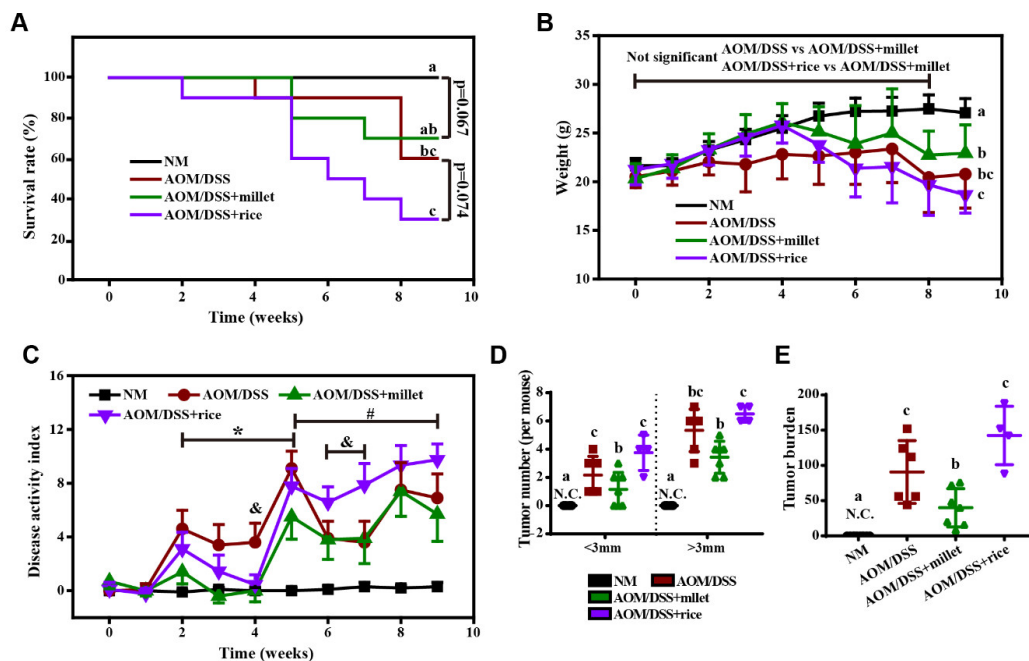 A
Survival rate (%)
100
80
60
40
20
0
0 2 4 6 8 10
Time (weeks)
NM
AOM/DSS
AOM/DSS+millet
AOM/DSS+rice
a
ab
bc
c
p=0.067
p=0.074
B
Weight (g)
35
30
25
20
15
10
0 2 4 6 8 10
Time (weeks)
Not significant
AOM/DSS vs AOM/DSS+millet
AOM/DSS+rice vs AOM/DSS+millet
a
b
bc
c
NM
AOM/DSS
AOM/DSS+millet
AOM/DSS+rice
C
Disease activity index
16
12
8
4
0
0 2 4 6 8 10
Time (weeks)
NM AOM/DSS AOM/DSS+millet
AOM/DSS+rice
* #
&
&
D
Tumor number (per mouse)
8
6
4
2
0
-2
a
N.C.
c
b
c
a
N.C.
bc
b
c
<3mm >3mm
NM AOM/DSS
AOM/DSS+mllet
AOM/DSS+rice
E
Tumor burden
200
150
100
50
0
a
N.C.
c
b
c
NM
AOM/DSS
AOM/DSS+millet
AOM/DSS+rice